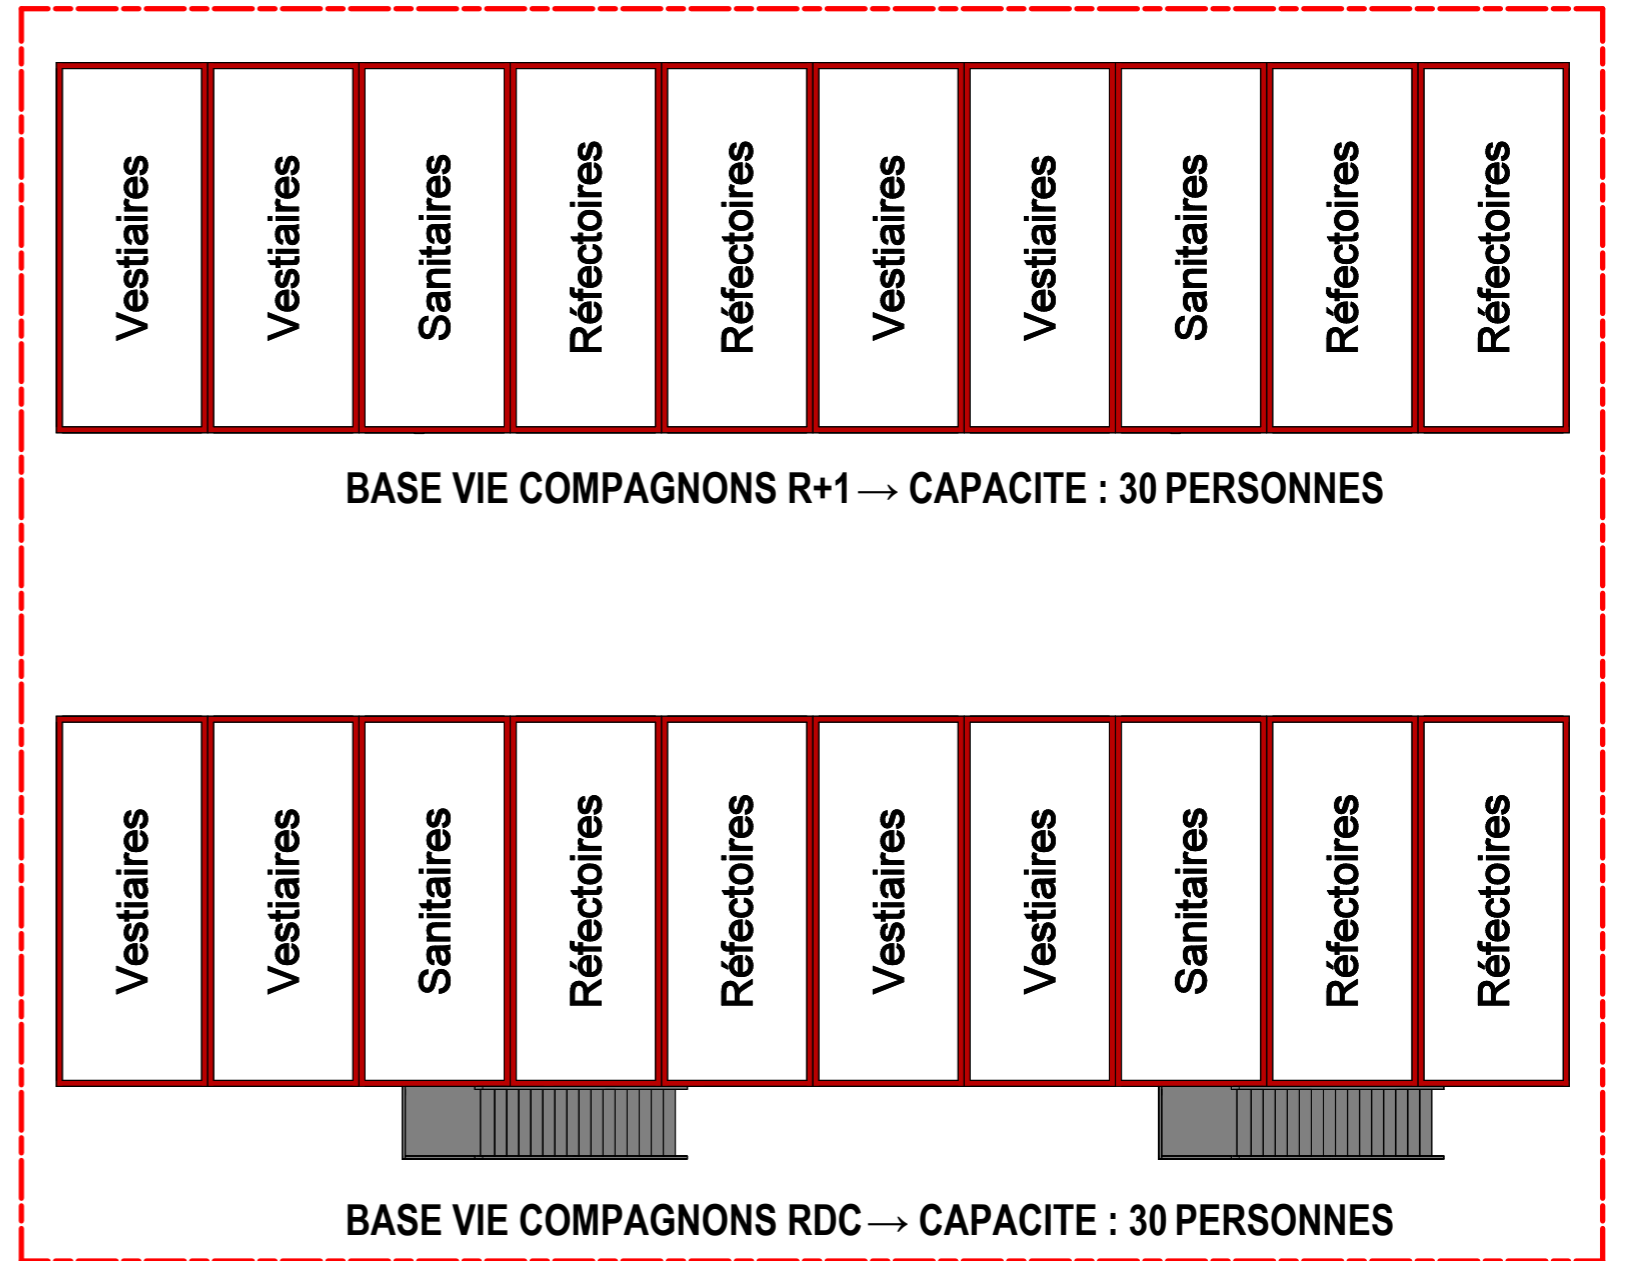 Vestiaires
Vestiaires
Sanitaires
Réfectoires
Réfectoires
Vestiaires
Vestiaires
Sanitaires
Réfectoires
Réfectoires
BASE VIE COMPAGNONS R+1 → CAPACITE : 30 PERSONNES
Vestiaires
Vestiaires
Sanitaires
Réfectoires
Réfectoires
Vestiaires
Vestiaires
Sanitaires
Réfectoires
Réfectoires
BASE VIE COMPAGNONS RDC → CAPACITE : 30 PERSONNES